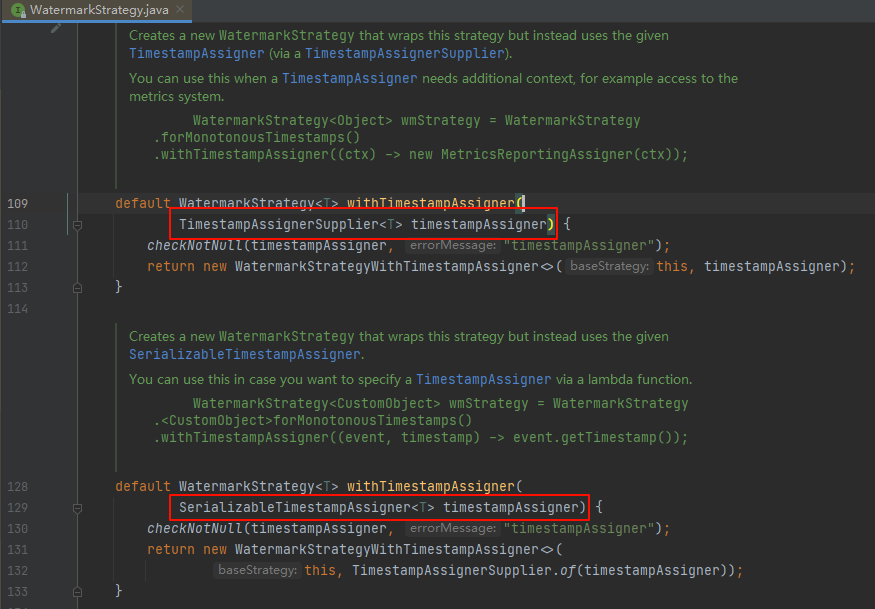 WatermarkStrategy.java
Creates a new WatermarkStrategy that wraps this strategy but instead uses the given
TimestampAssigner (via a TimestampAssignerSupplier).
You can use this when a TimestampAssigner needs additional context, for example access to the
metrics system.
WatermarkStrategy<Object> wmStrategy = WatermarkStrategy
.forMonotonousTimestamps()
.withTimestampAssigner((ctx) -> new MetricsReportingAssigner(ctx));
109 default WatermarkStrategy<T> withTimestampAssigner(
110 TimestampAssignerSupplier<T> timestampAssigner) {
111 checkNotNull(timestampAssigner, errorMessage: "timestampAssigner");
112 return new WatermarkStrategyWithTimestampAssigner<>( baseStrategy: this, timestampAssigner);
113 }
114
Creates a new WatermarkStrategy that wraps this strategy but instead uses the given
SerializableTimestampAssigner.
You can use this in case you want to specify a TimestampAssigner via a lambda function.
WatermarkStrategy<CustomObject> wmStrategy = WatermarkStrategy
.<CustomObject>forMonotonousTimestamps()
.withTimestampAssigner((event, timestamp) -> event.getTimestamp());
128 default WatermarkStrategy<T> withTimestampAssigner(
129 SerializableTimestampAssigner<T> timestampAssigner) {
130 checkNotNull(timestampAssigner, errorMessage: "timestampAssigner");
131 return new WatermarkStrategyWithTimestampAssigner<>(
132 baseStrategy: this, TimestampAssignerSupplier.of(timestampAssigner));
133 }